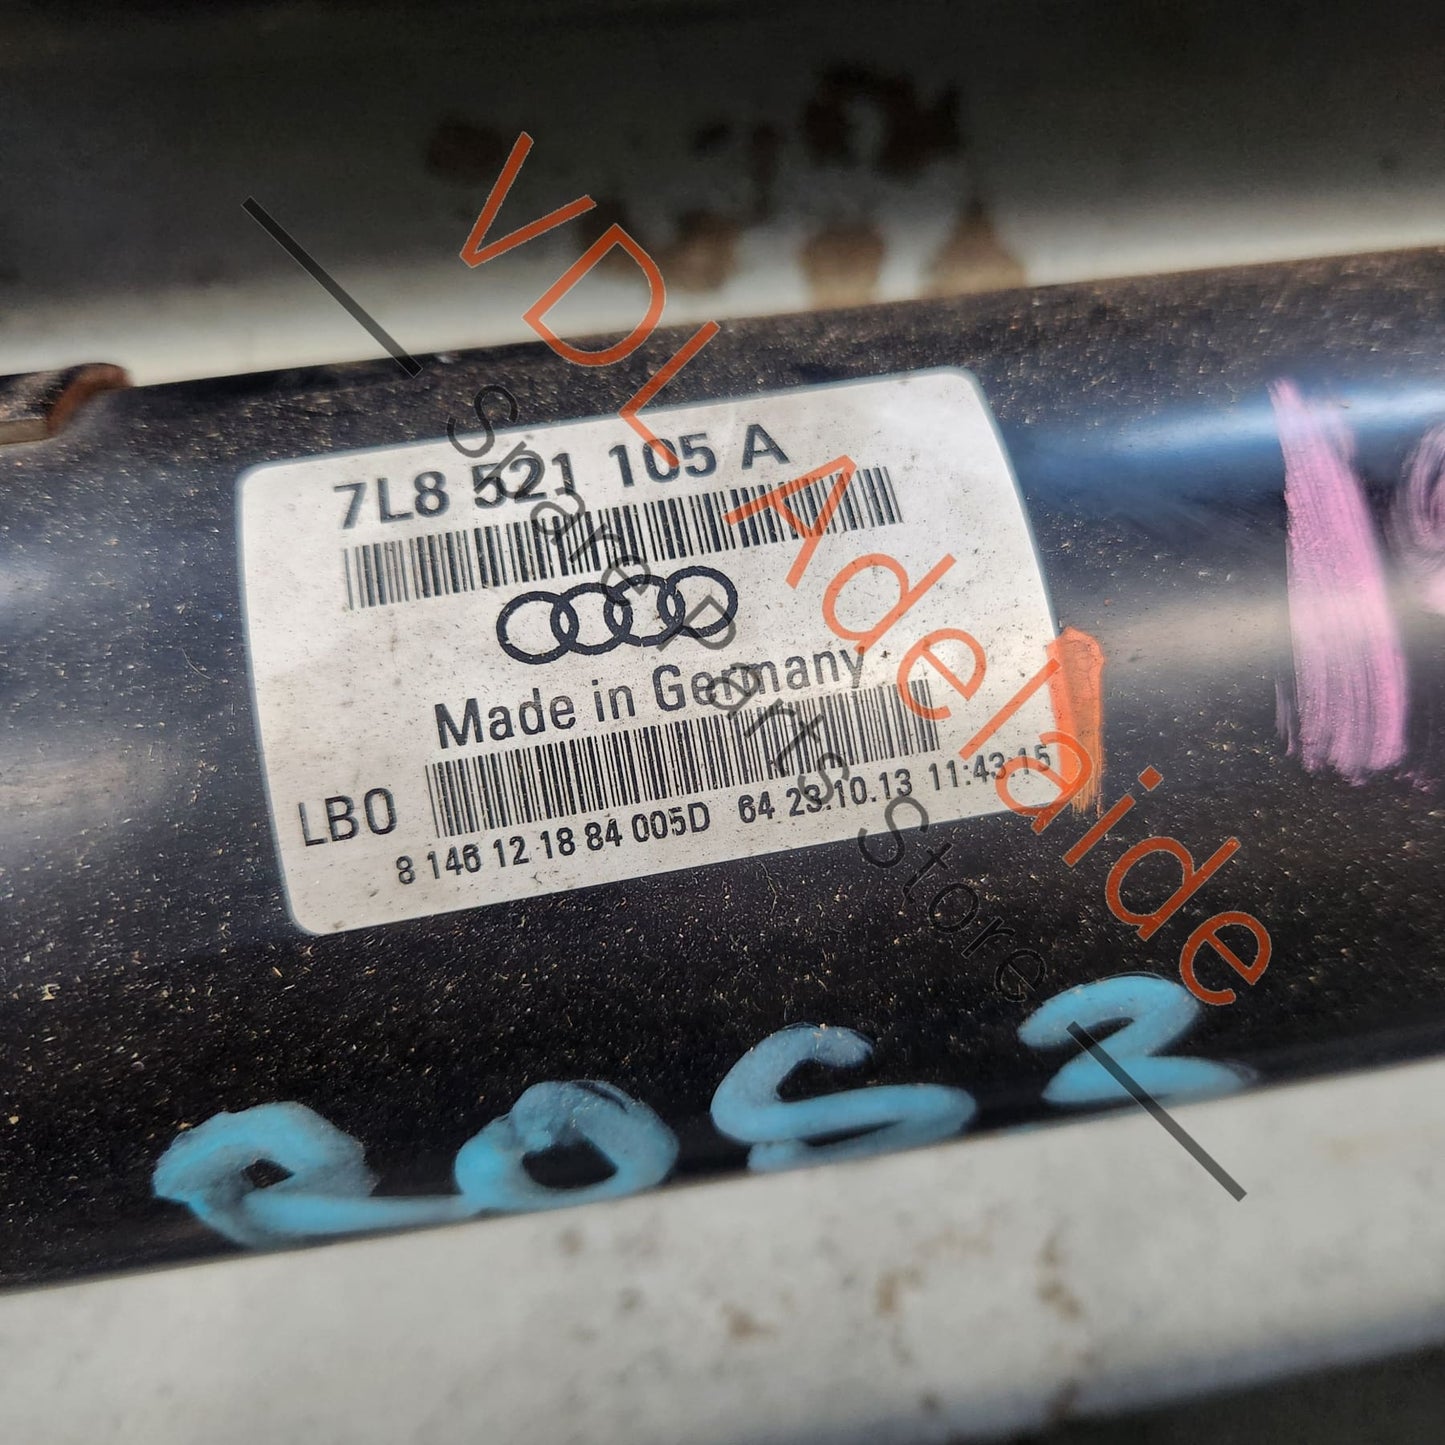 7L8 521 105 A
Made in Germany
LBO
8 146 12 18 84 005D 64 23.10.13 11:43 15
VDL Adelaide
Spare Parts Store